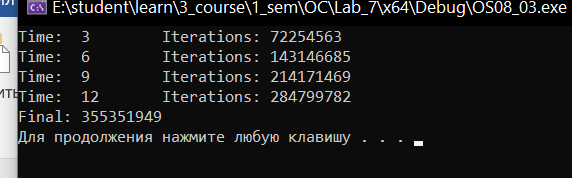 E:\student\learn\3_course\1_sem\OC\Lab_7\x64\Debug\OS08_03.exe
Time: 3 Iterations: 72254563
Time: 6 Iterations: 143146685
Time: 9 Iterations: 214171469
Time: 12 Iterations: 284799782
Final: 355351949
Для продолжения нажмите любую клавишу . . .